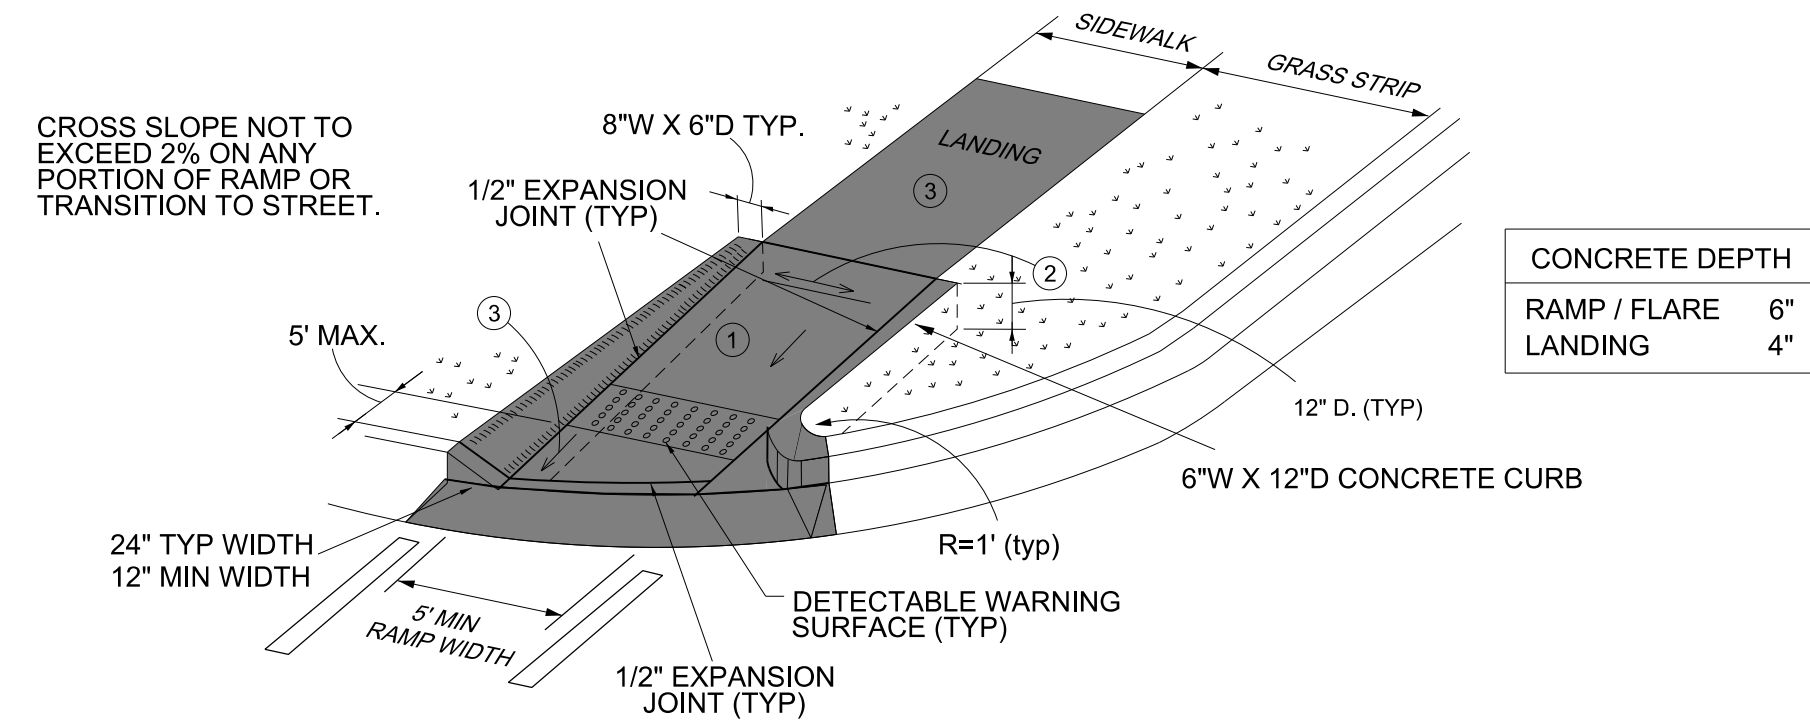 SIDEWALK
GRASS STRIP
CROSS SLOPE NOT TO
EXCEED 2% ON ANY
PORTION OF RAMP OR
TRANSITION TO STREET.
8"W X 6"D TYP.
LANDING
3
1/2" EXPANSION
JOINT (TYP)
2
CONCRETE DEPTH
RAMP / FLARE 6"
LANDING 4"
3
1
5' MAX.
12" D. (TYP)
6"W X 12"D CONCRETE CURB
R=1' (typ)
24" TYP WIDTH
12" MIN WIDTH
5' MIN
RAMP WIDTH
DETECTABLE WARNING
SURFACE (TYP)
1/2" EXPANSION
JOINT (TYP)